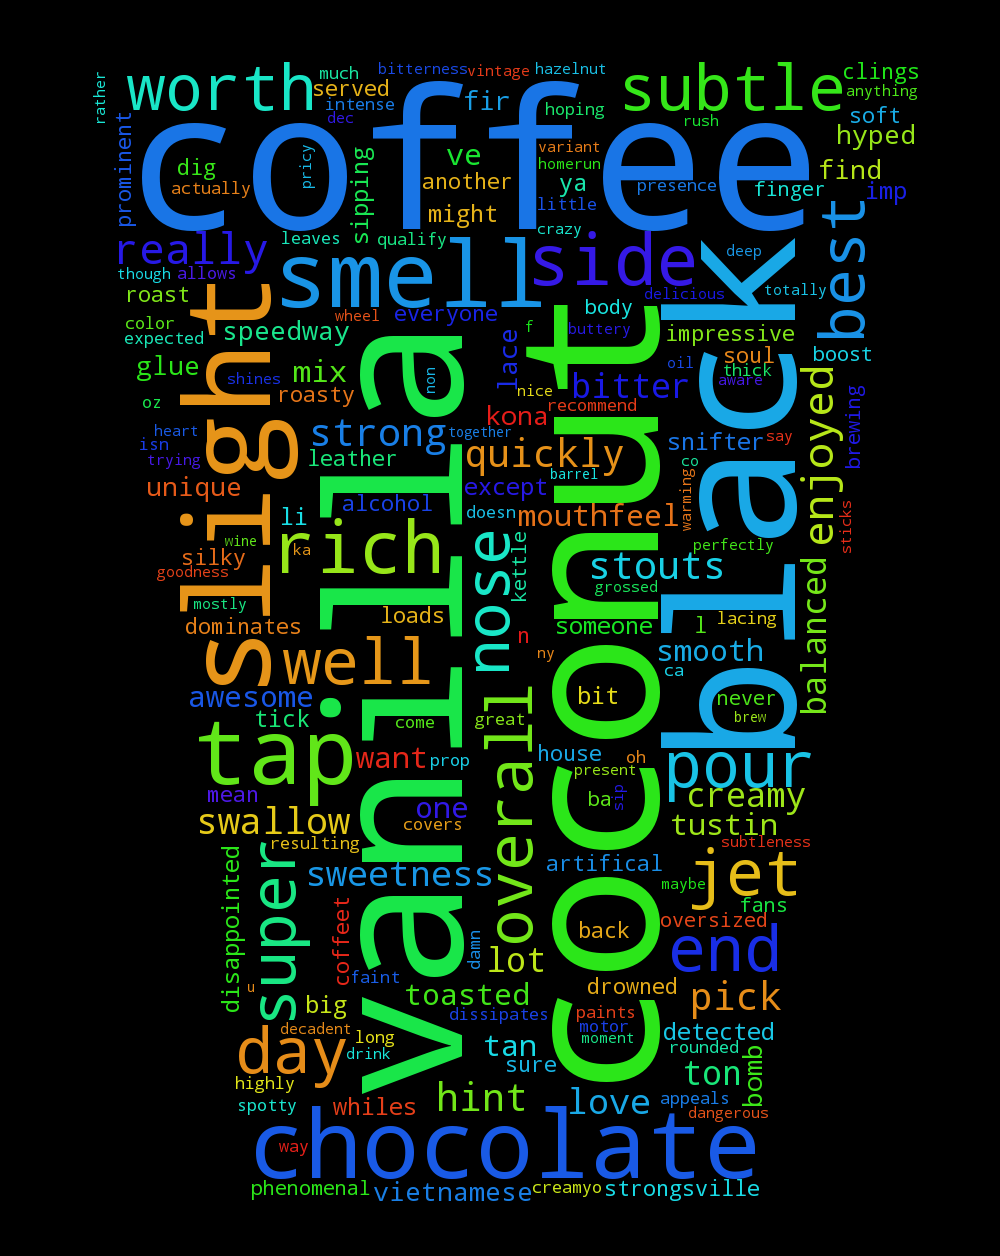 rather
worth
much
served
bitterness
vintage
hazelnut
subtle
clings
anything
intense
dec
fir
hoping
rush
soft
hyped
prominent
coffee
dig
actually
pricy
sipping
ve
another
might
variant
homerun
ya
little
crazy
presence
finger
find
imp
really
leaves
qualify
smell
side
deep
best
though
allows
roast
wheel
everyone
body
delicious
totally
color
expected
speedway
f
buttery
impressive
boost
glue
slight
shines
mix
roasty
vanilla
non
lace
nice
coconut
bitter
oil
soul
thick
aware
black
oz
kona
recommend
enjoyed
brewing
heart
isn
trying
strong
together
leather
quickly
snifter
say
co
unique
alcohol
except
barrel
warming
sticks
li
doesn
mouthfeel
wine
silky
ka
rich
nose
kettle
stouts
perfectly
goodness
grossed
mostly
dominates
loads
n
someone
l
lacing
balanced
well
ny
smooth
ca
awesome
bit
never
brew
tick
come
great
overall
tap
want
prop
house
oh
present
pour
mean
one
ba
sip
creamy
swallow
covers
tustin
resulting
subtleness
super
sweetness
artifical
maybe
jet
disappointed
coffeet
fans
oversized
back
end
damn
lot
u
faint
drowned
pick
big
toasted
dissipates
paints
motor
moment
detected
decadent
long
drink
day
tan
sure
rounded
ton
bomb
highly
spotty
whiles
hint
love
appeals
dangerous
chocolate
way
phenomenal
vietnamese
creamyo
strongsville